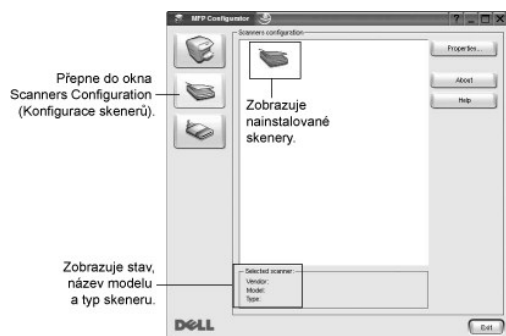 MFP Configurator
Scanners configuration
Properties...
About
Help
Přepne do okna
Scanners Configuration
(Konfigurace skenerů).
Zobrazuje
nainstalované
skenery.
Zobrazuje stav,
název modelu
a typ skeneru.
Selected scanner:
Vendor:
Model:
Type:
DELL
Exit